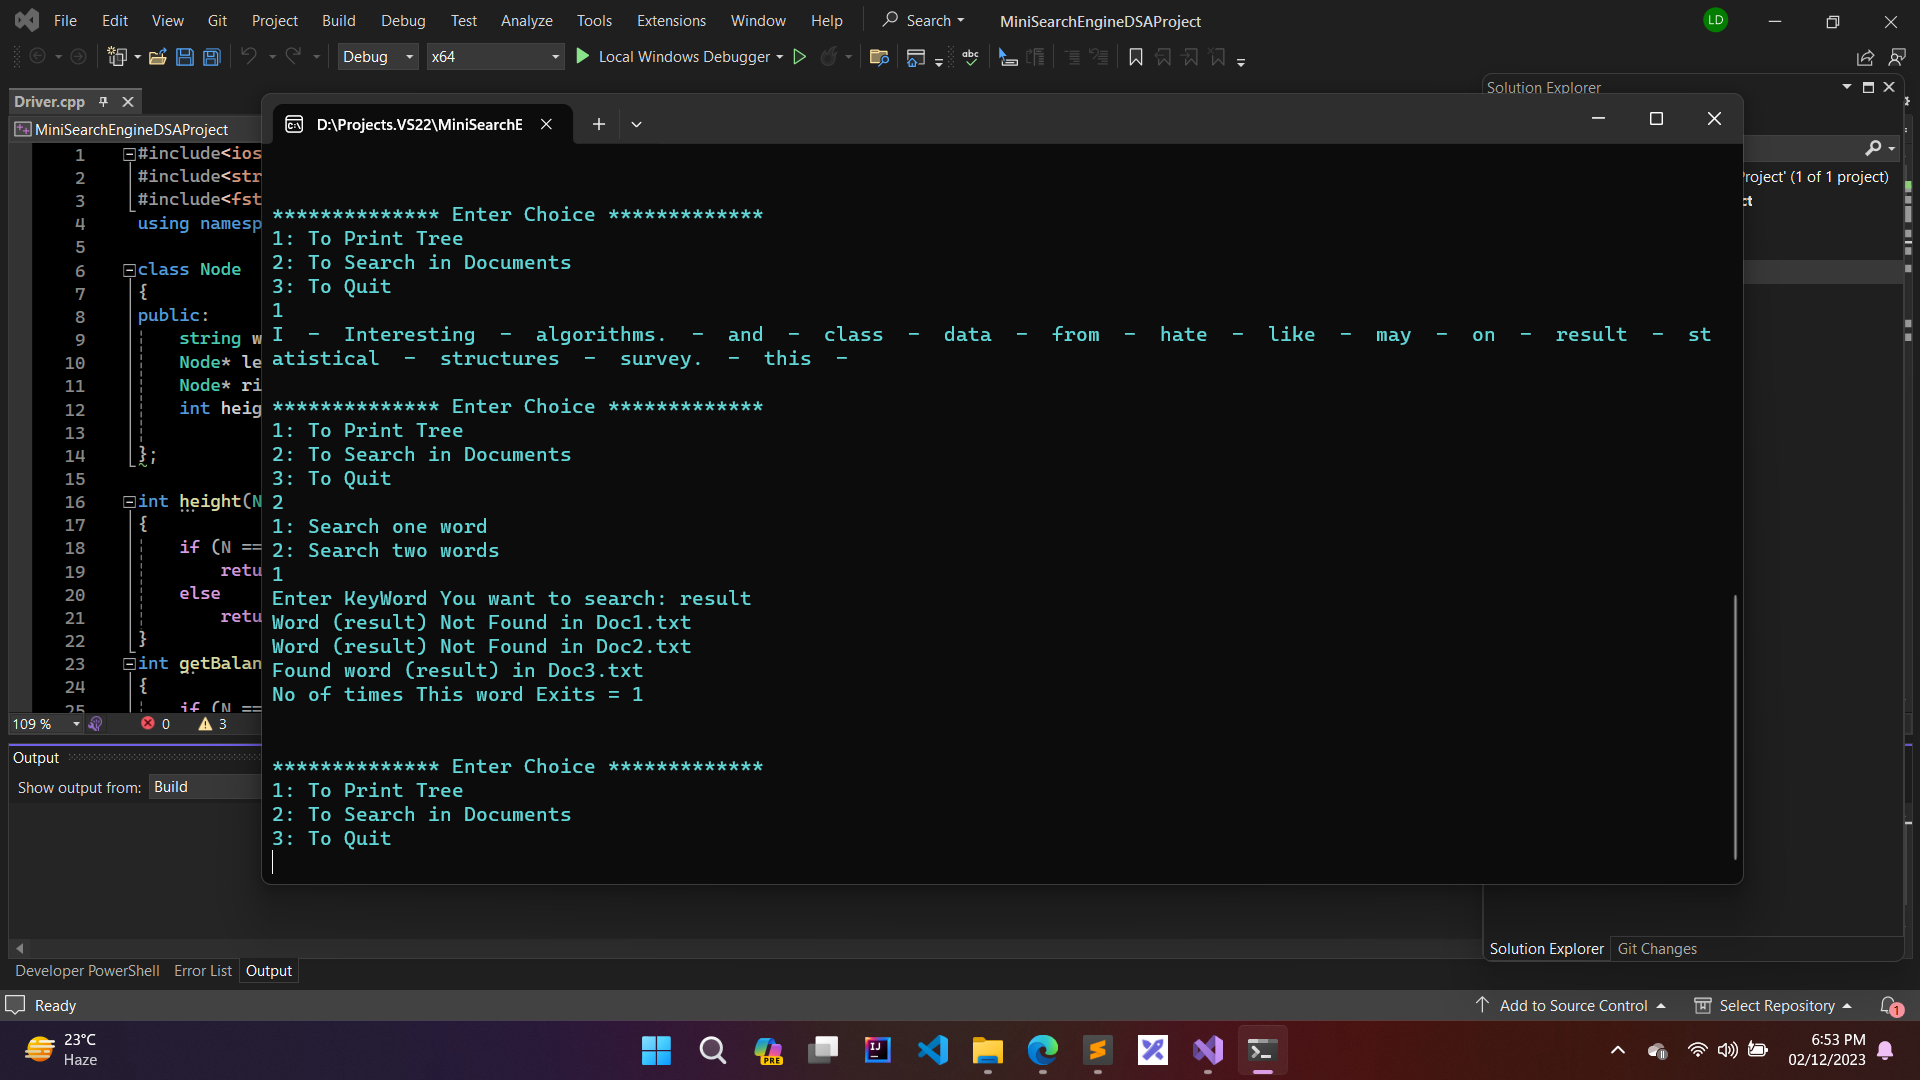 File Edit View Git Project Build Debug Test Analyze Tools Extensions Window Help Search MiniSearchEngineDSAProject LD
Debug x64 Local Windows Debugger
Driver.cpp
Solution Explorer
MiniSearchEngineDSAProject
D:\Projects.VS22\MiniSearchE
Project' (1 of 1 project)
ct
1 #include<ios
2 #include<str
3 #include<fst
4 using namesp
5
6 class Node
7 {
8 public:
9 string w
10 Node* le
11 Node* ri
12 int heig
13
14 };
15
16 int height(N
17 {
18 if (N ==
19 retu
20 else
21 retu
22 }
23 int getBalan
24 {
25 if (N ==
109 % 0 3
************** Enter Choice *************
1: To Print Tree
2: To Search in Documents
3: To Quit
1
I - Interesting - algorithms. - and - class - data - from - hate - like - may - on - result - st
atistical - structures - survey. - this -
************** Enter Choice *************
1: To Print Tree
2: To Search in Documents
3: To Quit
2
1: Search one word
2: Search two words
1
Enter KeyWord You want to search: result
Word (result) Not Found in Doc1.txt
Word (result) Not Found in Doc2.txt
Found word (result) in Doc3.txt
No of times This word Exits = 1
************** Enter Choice *************
1: To Print Tree
2: To Search in Documents
3: To Quit
Output
Show output from: Build
Solution Explorer Git Changes
Developer PowerShell Error List Output
Ready Add to Source Control Select Repository 1
23°C
Haze
PRE
6:53 PM
02/12/2023